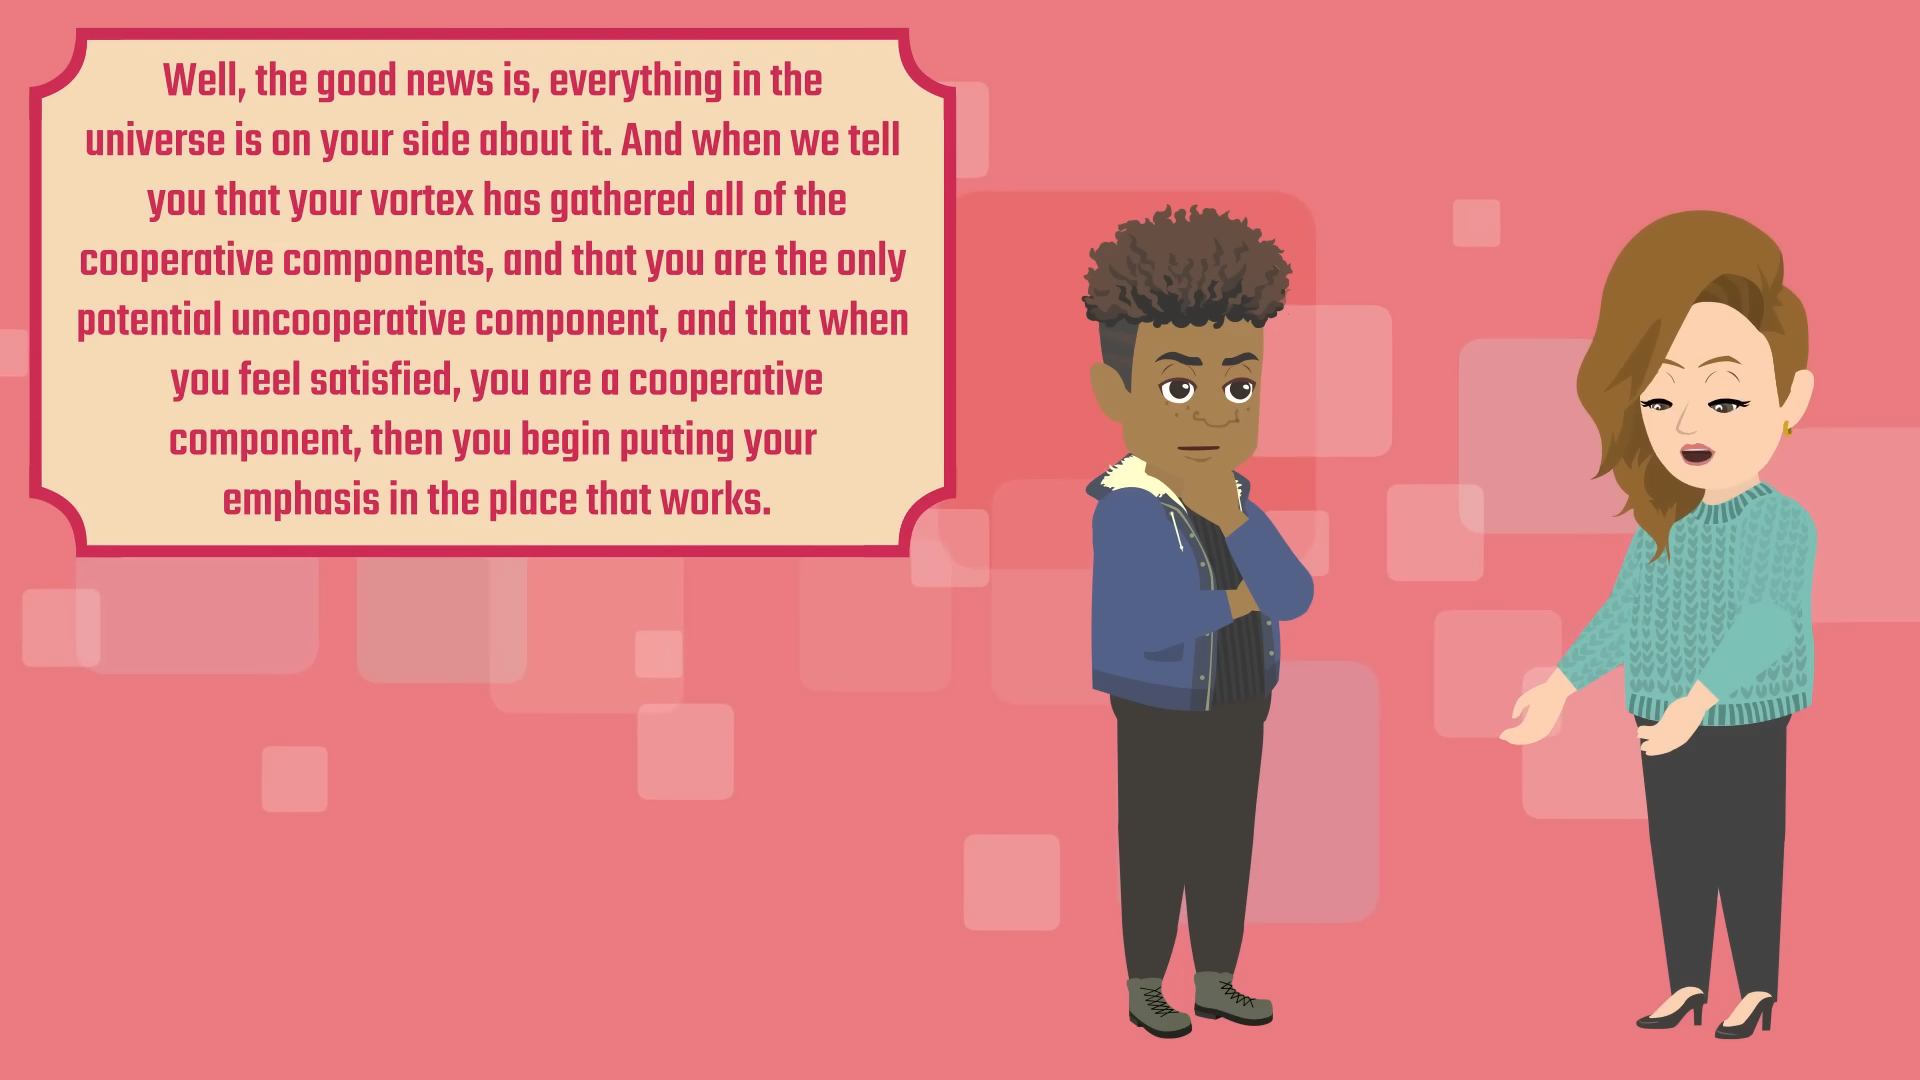 Well, the good news is, everything in the
universe is on your side about it. And when we tell
you that your vortex has gathered all of the
cooperative components, and that you are the only
potential uncooperative component, and that when
you feel satisfied, you are a cooperative
component, then you begin putting your
emphasis in the place that works.